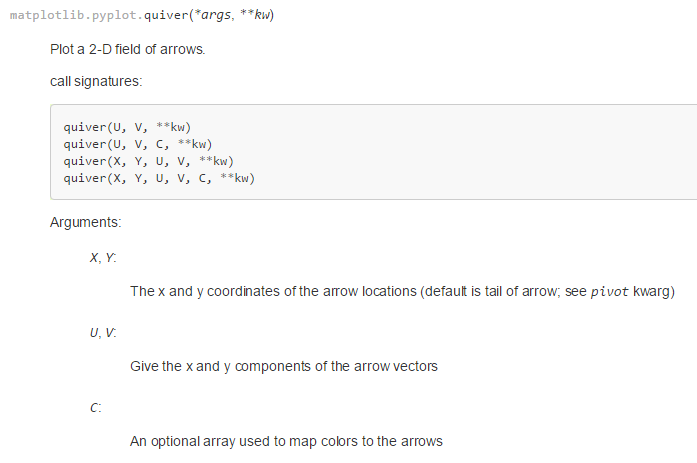 matplotlib.pyplot.quiver(*args, **kw)
Plot a 2-D field of arrows.
call signatures:
quiver(U, V, **kw)
quiver(U, V, C, **kw)
quiver(X, Y, U, V, **kw)
quiver(X, Y, U, V, C, **kw)
Arguments:
X, Y:
The x and y coordinates of the arrow locations (default is tail of arrow; see pivot kwarg)
U, V:
Give the x and y components of the arrow vectors
C:
An optional array used to map colors to the arrows